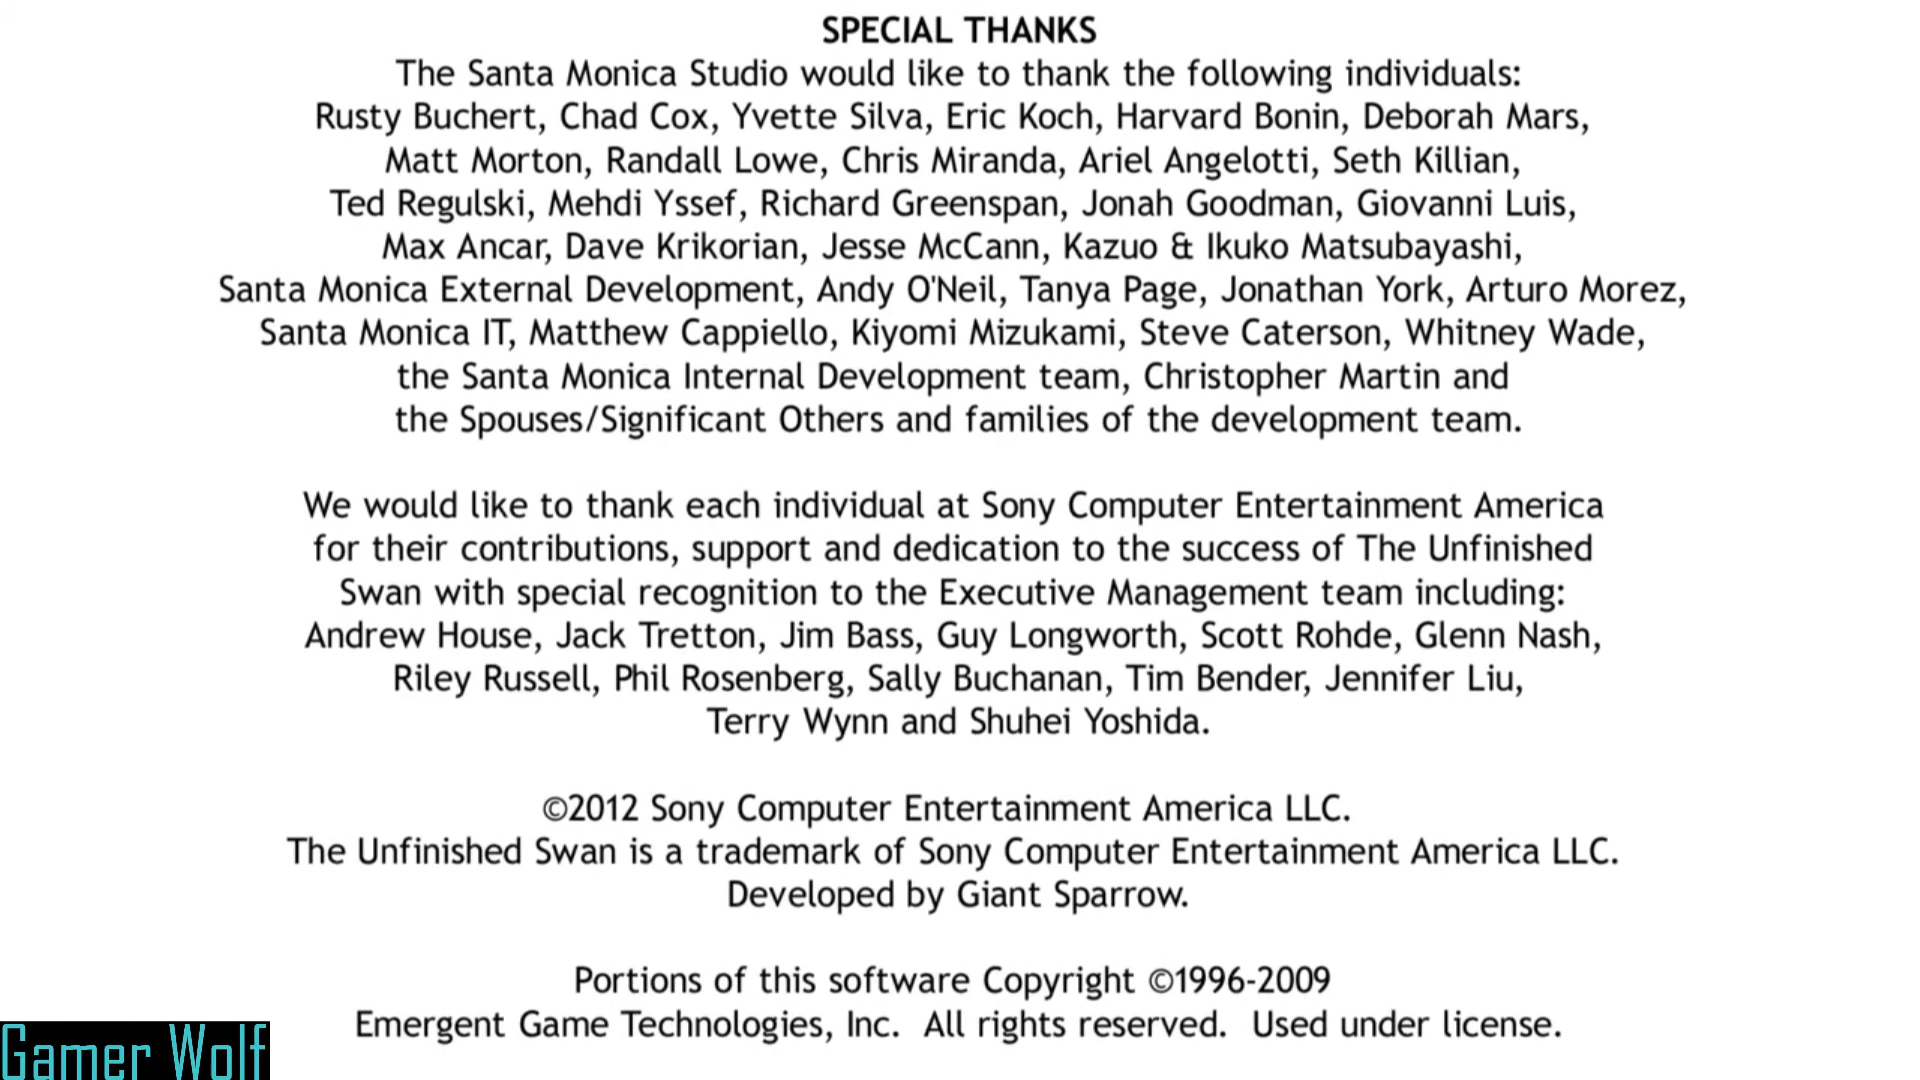 SPECIAL THANKS
The Santa Monica Studio would like to thank the following individuals:
Rusty Buchert, Chad Cox, Yvette Silva, Eric Koch, Harvard Bonin, Deborah Mars,
Matt Morton, Randall Lowe, Chris Miranda, Ariel Angelotti, Seth Killian,
Ted Regulski, Mehdi Yssef, Richard Greenspan, Jonah Goodman, Giovanni Luis,
Max Ancar, Dave Krikorian, Jesse McCann, Kazuo & Ikuko Matsubayashi,
Santa Monica External Development, Andy O'Neil, Tanya Page, Jonathan York, Arturo Morez,
Santa Monica IT, Matthew Cappiello, Kiyomi Mizukami, Steve Caterson, Whitney Wade,
the Santa Monica Internal Development team, Christopher Martin and
the Spouses/Significant Others and families of the development team.
We would like to thank each individual at Sony Computer Entertainment America
for their contributions, support and dedication to the success of The Unfinished
Swan with special recognition to the Executive Management team including:
Andrew House, Jack Tretton, Jim Bass, Guy Longworth, Scott Rohde, Glenn Nash,
Riley Russell, Phil Rosenberg, Sally Buchanan, Tim Bender, Jennifer Liu,
Terry Wynn and Shuhei Yoshida.
©2012 Sony Computer Entertainment America LLC.
The Unfinished Swan is a trademark of Sony Computer Entertainment America LLC.
Developed by Giant Sparrow.
Portions of this software Copyright ©1996-2009
Emergent Game Technologies, Inc.  All rights reserved.  Used under license.
Gamer Wolf